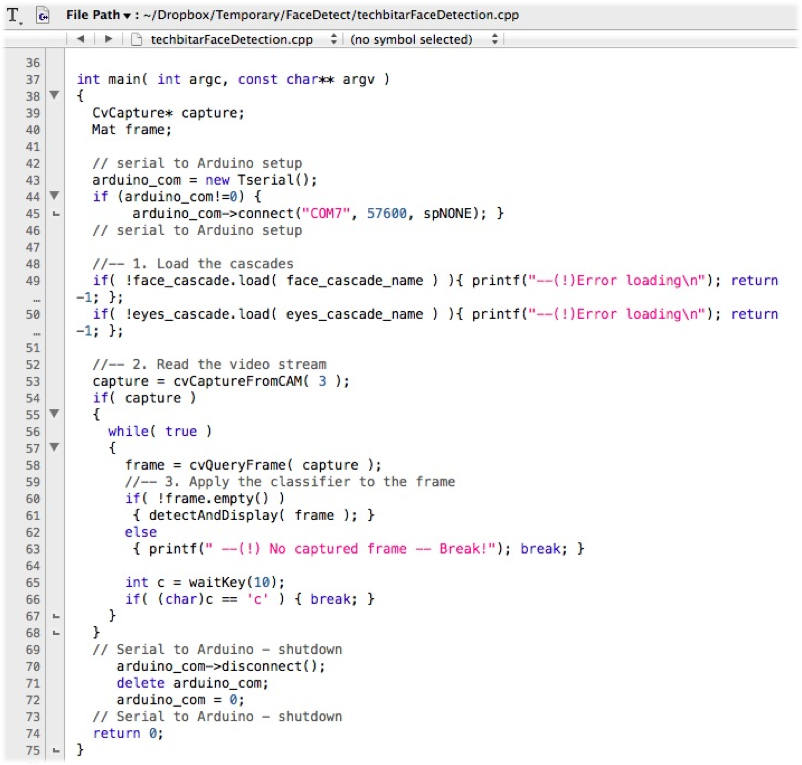 T. File Path ▾ : ~/Dropbox/Temporary/FaceDetect/techbitarFaceDetection.cpp
techbitarFaceDetection.cpp (no symbol selected)
36
37 int main( int argc, const char** argv )
38 {
39 CvCapture* capture;
40 Mat frame;
41
42 // serial to Arduino setup
43 arduino_com = new Tserial();
44 if (arduino_com!=0) {
45 arduino_com->connect("COM7", 57600, spNONE); }
46 // serial to Arduino setup
47
48 //-- 1. Load the cascades
49 if( !face_cascade.load( face_cascade_name ) ){ printf("--(!)Error loading\n"); return
… -1; };
50 if( !eyes_cascade.load( eyes_cascade_name ) ){ printf("--(!)Error loading\n"); return
… -1; };
51
52 //-- 2. Read the video stream
53 capture = cvCaptureFromCAM( 3 );
54 if( capture )
55 {
56 while( true )
57 {
58 frame = cvQueryFrame( capture );
59 //-- 3. Apply the classifier to the frame
60 if( !frame.empty() )
61 { detectAndDisplay( frame ); }
62 else
63 { printf(" --(!) No captured frame -- Break!"); break; }
64
65 int c = waitKey(10);
66 if( (char)c == 'c' ) { break; }
67 }
68 }
69 // Serial to Arduino - shutdown
70 arduino_com->disconnect();
71 delete arduino_com;
72 arduino_com = 0;
73 // Serial to Arduino - shutdown
74 return 0;
75 }